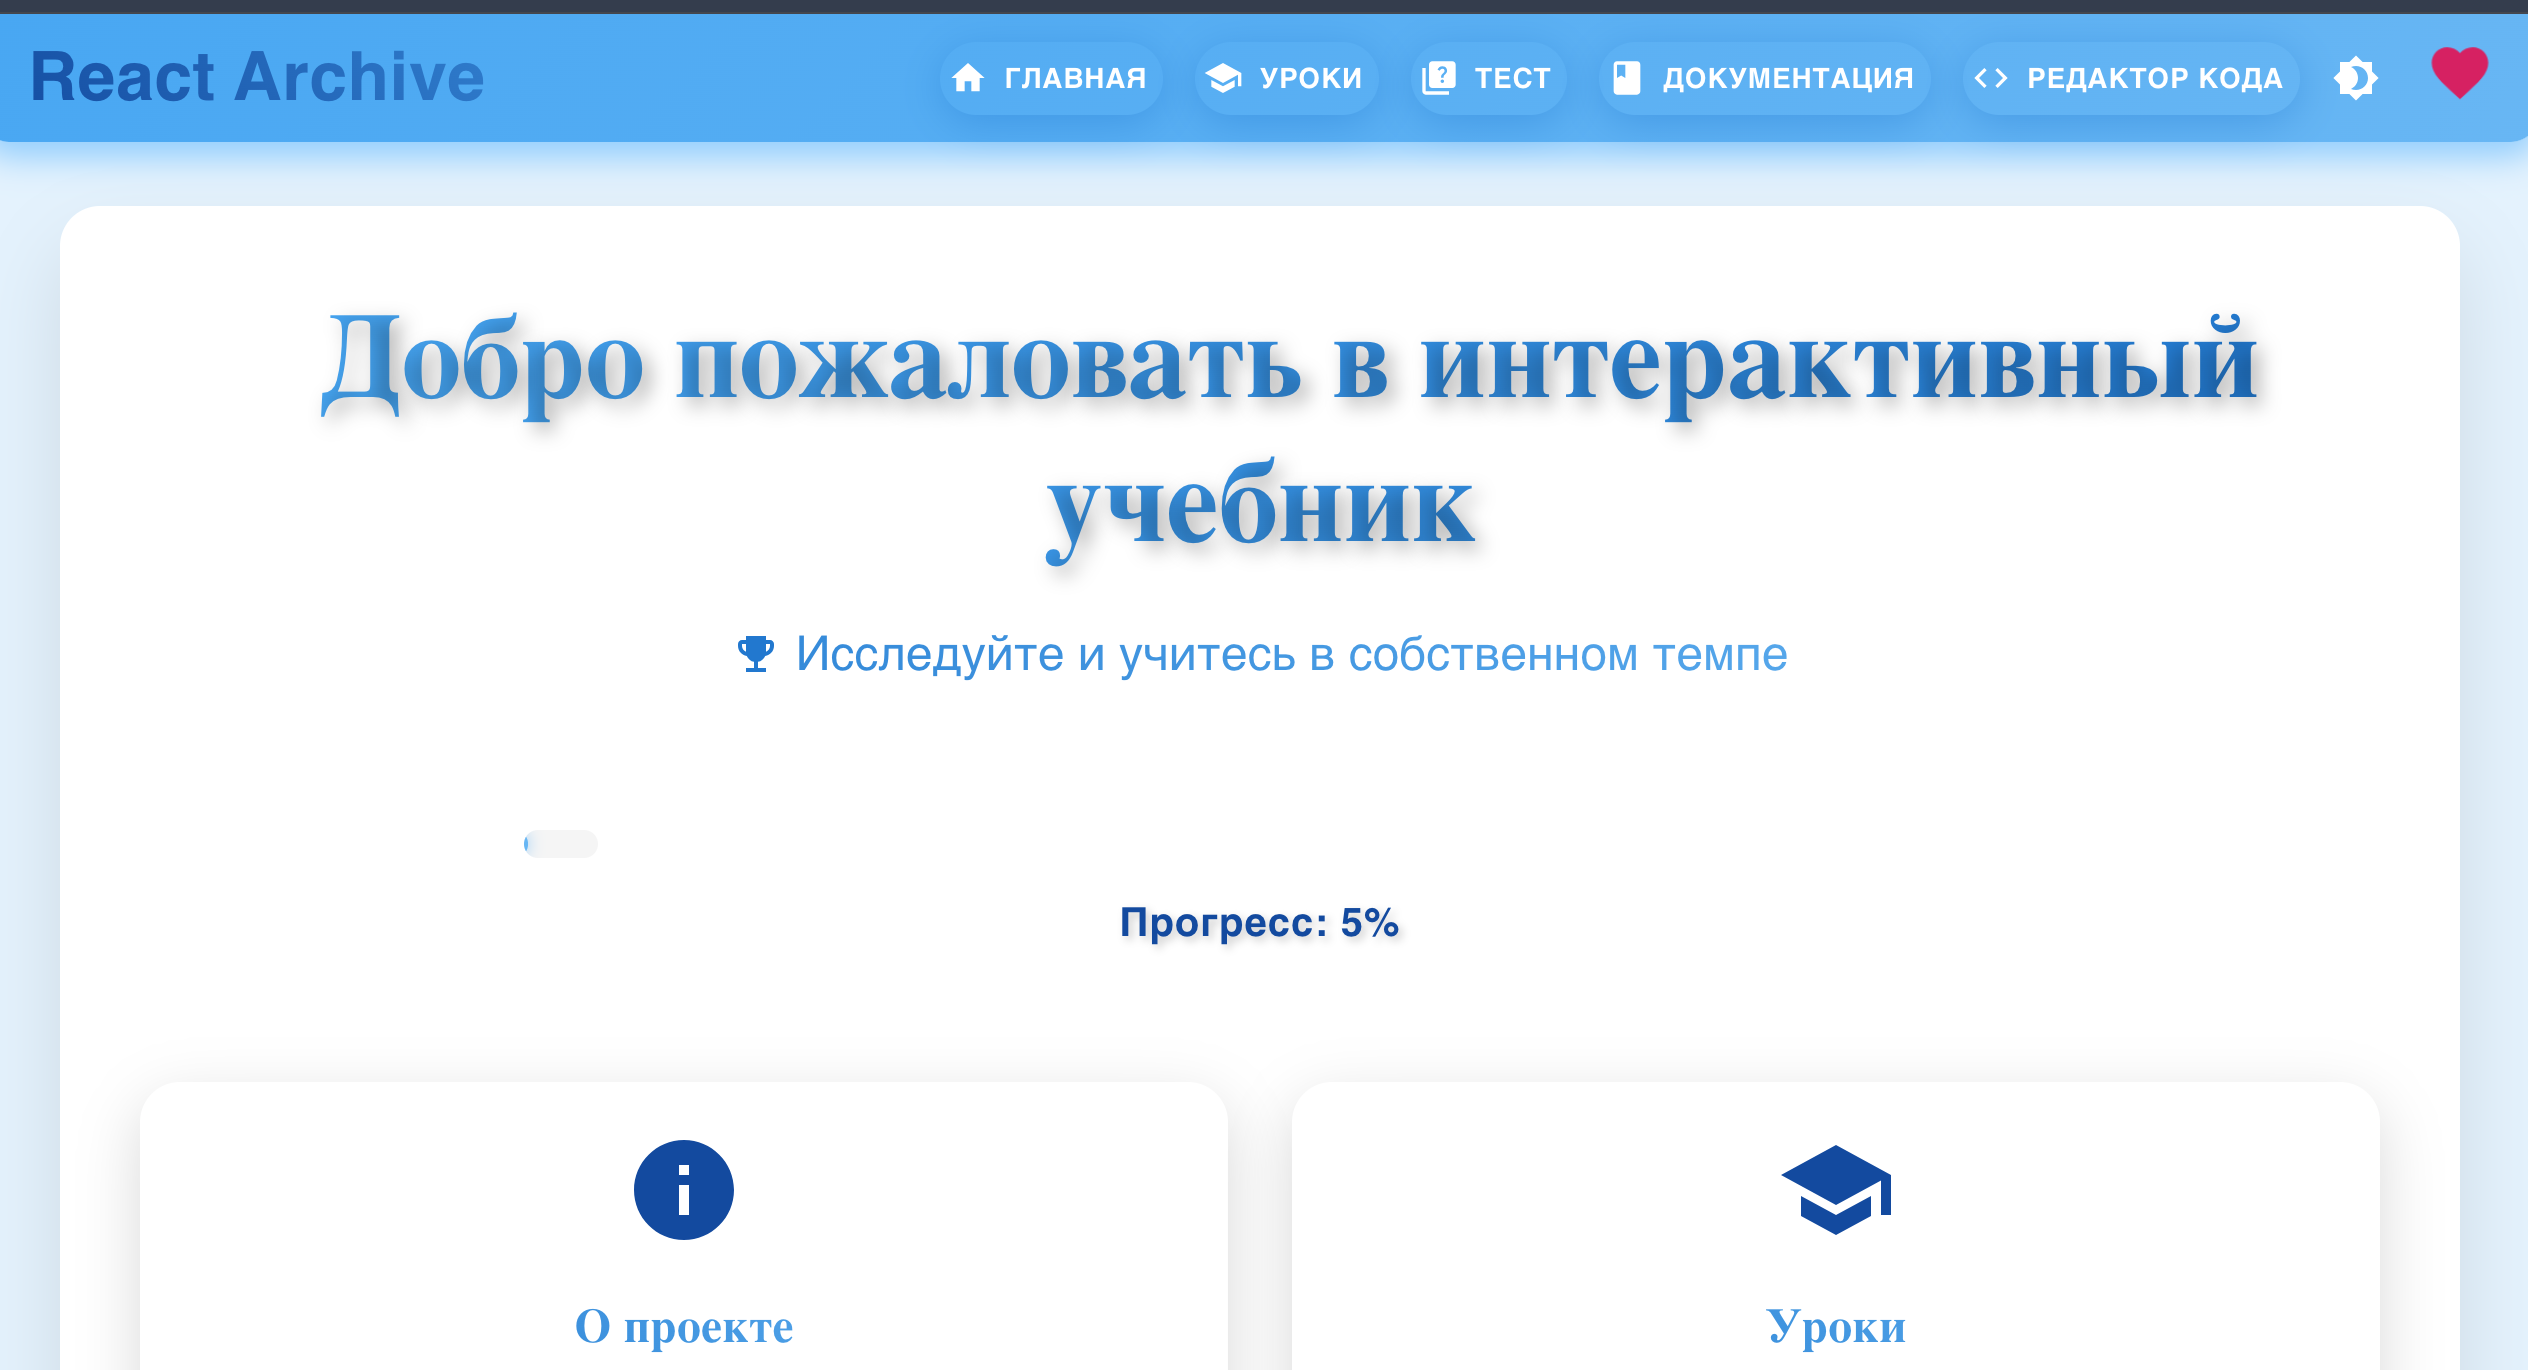 React Archive
ГЛАВНАЯ
УРОКИ
ТЕСТ
ДОКУМЕНТАЦИЯ
РЕДАКТОР КОДА
Добро пожаловать в интерактивный
учебник
Исследуйте и учитесь в собственном темпе
Прогресс: 5%
О проекте
Уроки